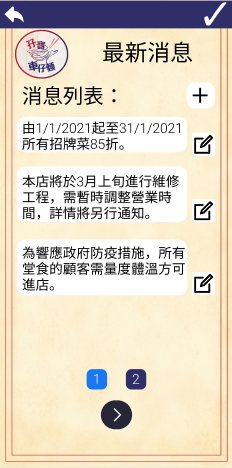 孖寶
車仔麵
最新消息
消息列表：
由1/1/2021起至31/1/2021
所有招牌菜85折。
本店將於3月上旬進行維修
工程，需暫時調整營業時
間，詳情將另行通知。
為響應政府防疫措施，所有
堂食的顧客需量度體溫方可
進店。
1 2